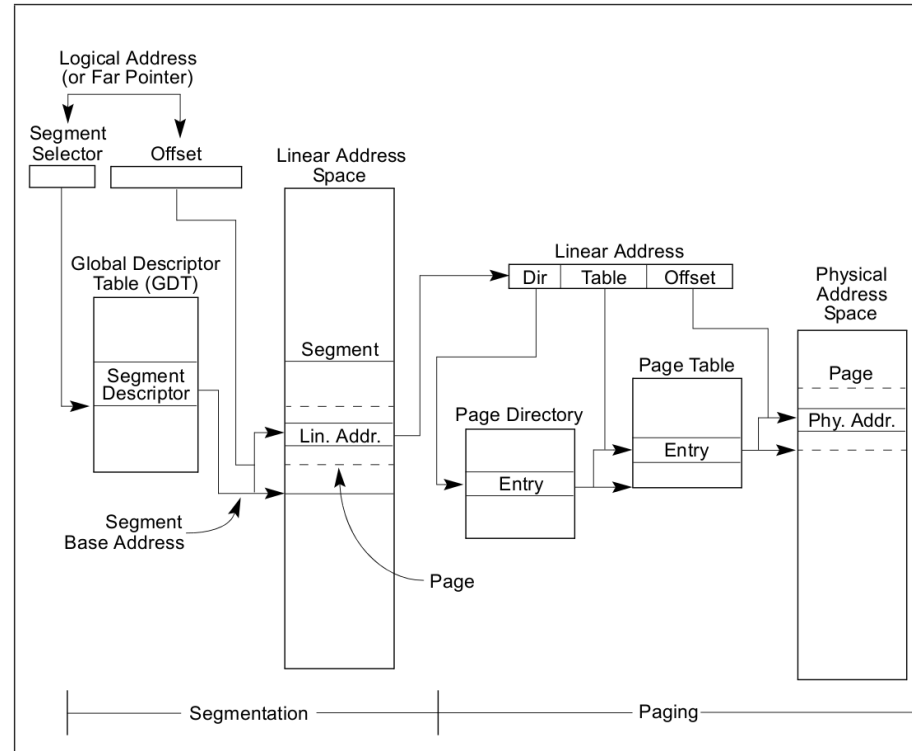 Logical Address
(or Far Pointer)
Segment
Selector
Offset
Linear Address
Space
Global Descriptor
Table (GDT)
Segment
Descriptor
Segment
Lin. Addr.
Segment
Base Address
Page
Linear Address
Dir
Table
Offset
Physical
Address
Space
Page Directory
Entry
Page Table
Entry
Page
Phy. Addr.
Segmentation
Paging